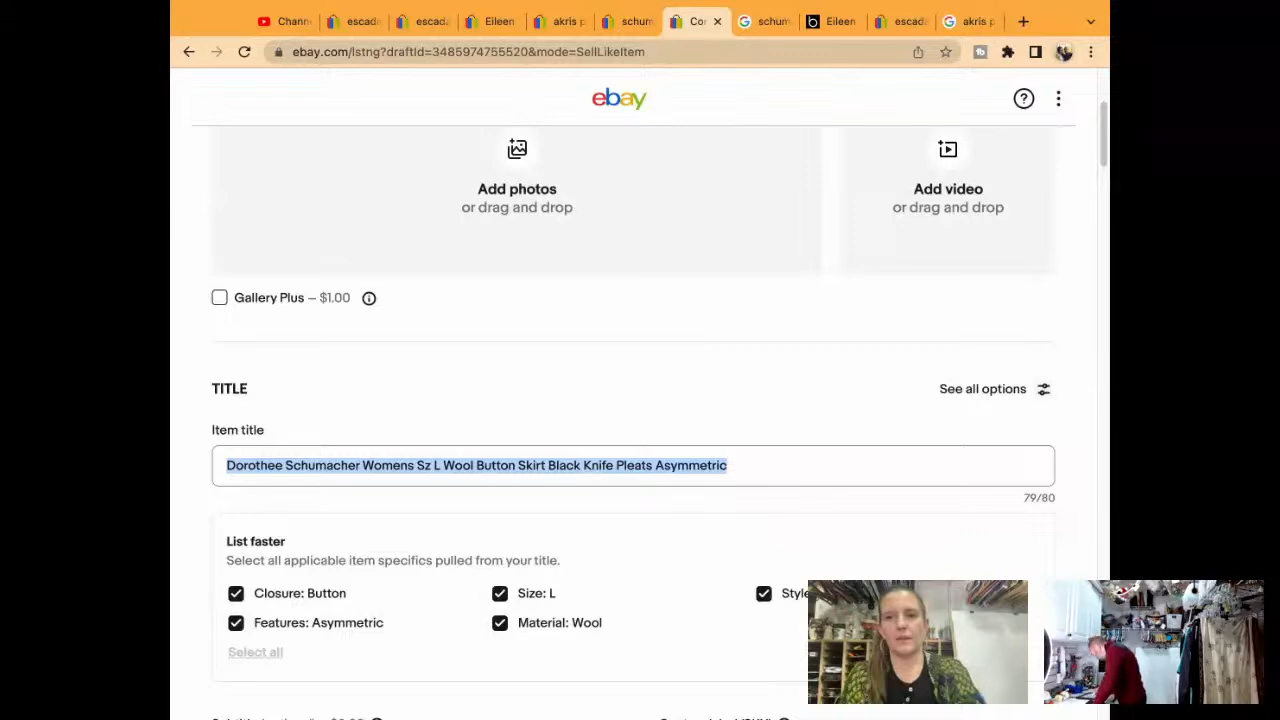 Chann
escada
escada
Eileen
akris p
schum
Cor
schum
Eileen
escada
akris p
ebay.com/lstng?draftId=3485974755520&mode=SellLikeItem
ebay
Add photos
or drag and drop
Add video
or drag and drop
Gallery Plus – $1.00
TITLE
See all options
Item title
Dorothee Schumacher Womens Sz L Wool Button Skirt Black Knife Pleats Asymmetric
79/80
List faster
Select all applicable item specifics pulled from your title.
Closure: Button
Size: L
Style
Features: Asymmetric
Material: Wool
Select all